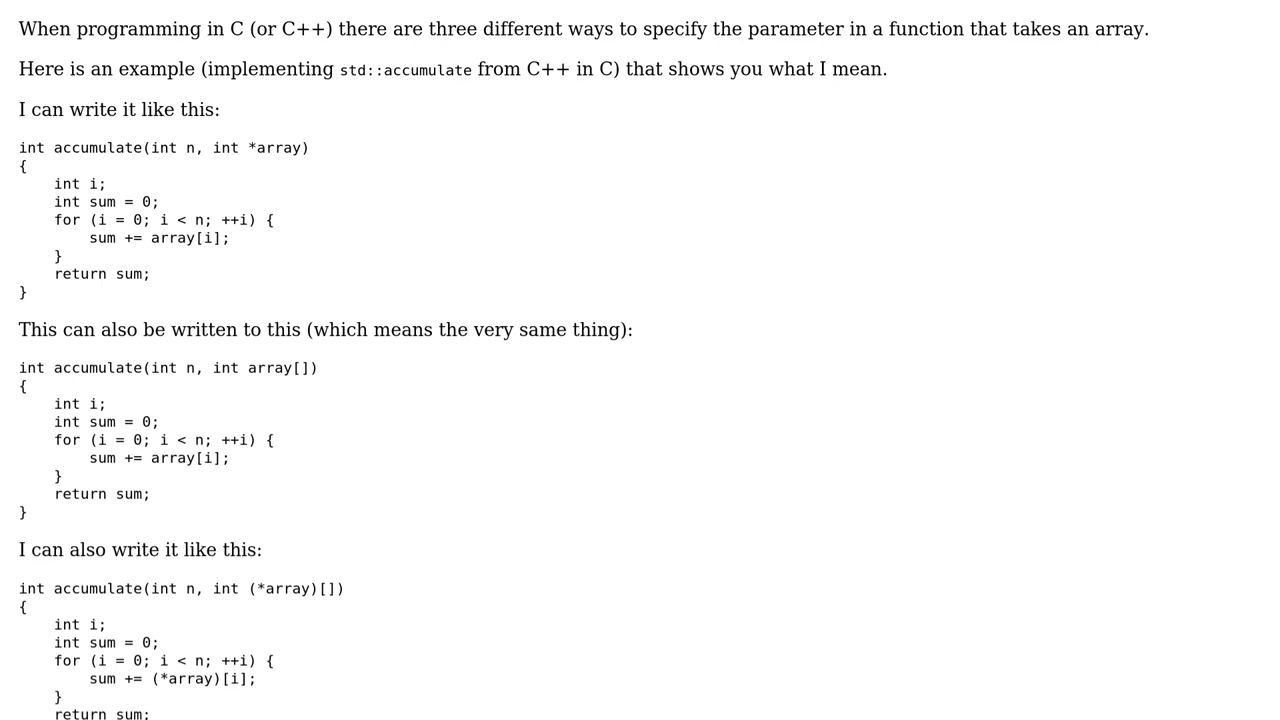 When programming in C (or C++) there are three different ways to specify the parameter in a function that takes an array.
Here is an example (implementing std::accumulate from C++ in C) that shows you what I mean.
I can write it like this:
int accumulate(int n, int *array)
{
    int i;
    int sum = 0;
    for (i = 0; i < n; ++i) {
        sum += array[i];
    }
    return sum;
}
This can also be written to this (which means the very same thing):
int accumulate(int n, int array[])
{
    int i;
    int sum = 0;
    for (i = 0; i < n; ++i) {
        sum += array[i];
    }
    return sum;
}
I can also write it like this:
int accumulate(int n, int (*array)[])
{
    int i;
    int sum = 0;
    for (i = 0; i < n; ++i) {
        sum += (*array)[i];
    }
    return sum;